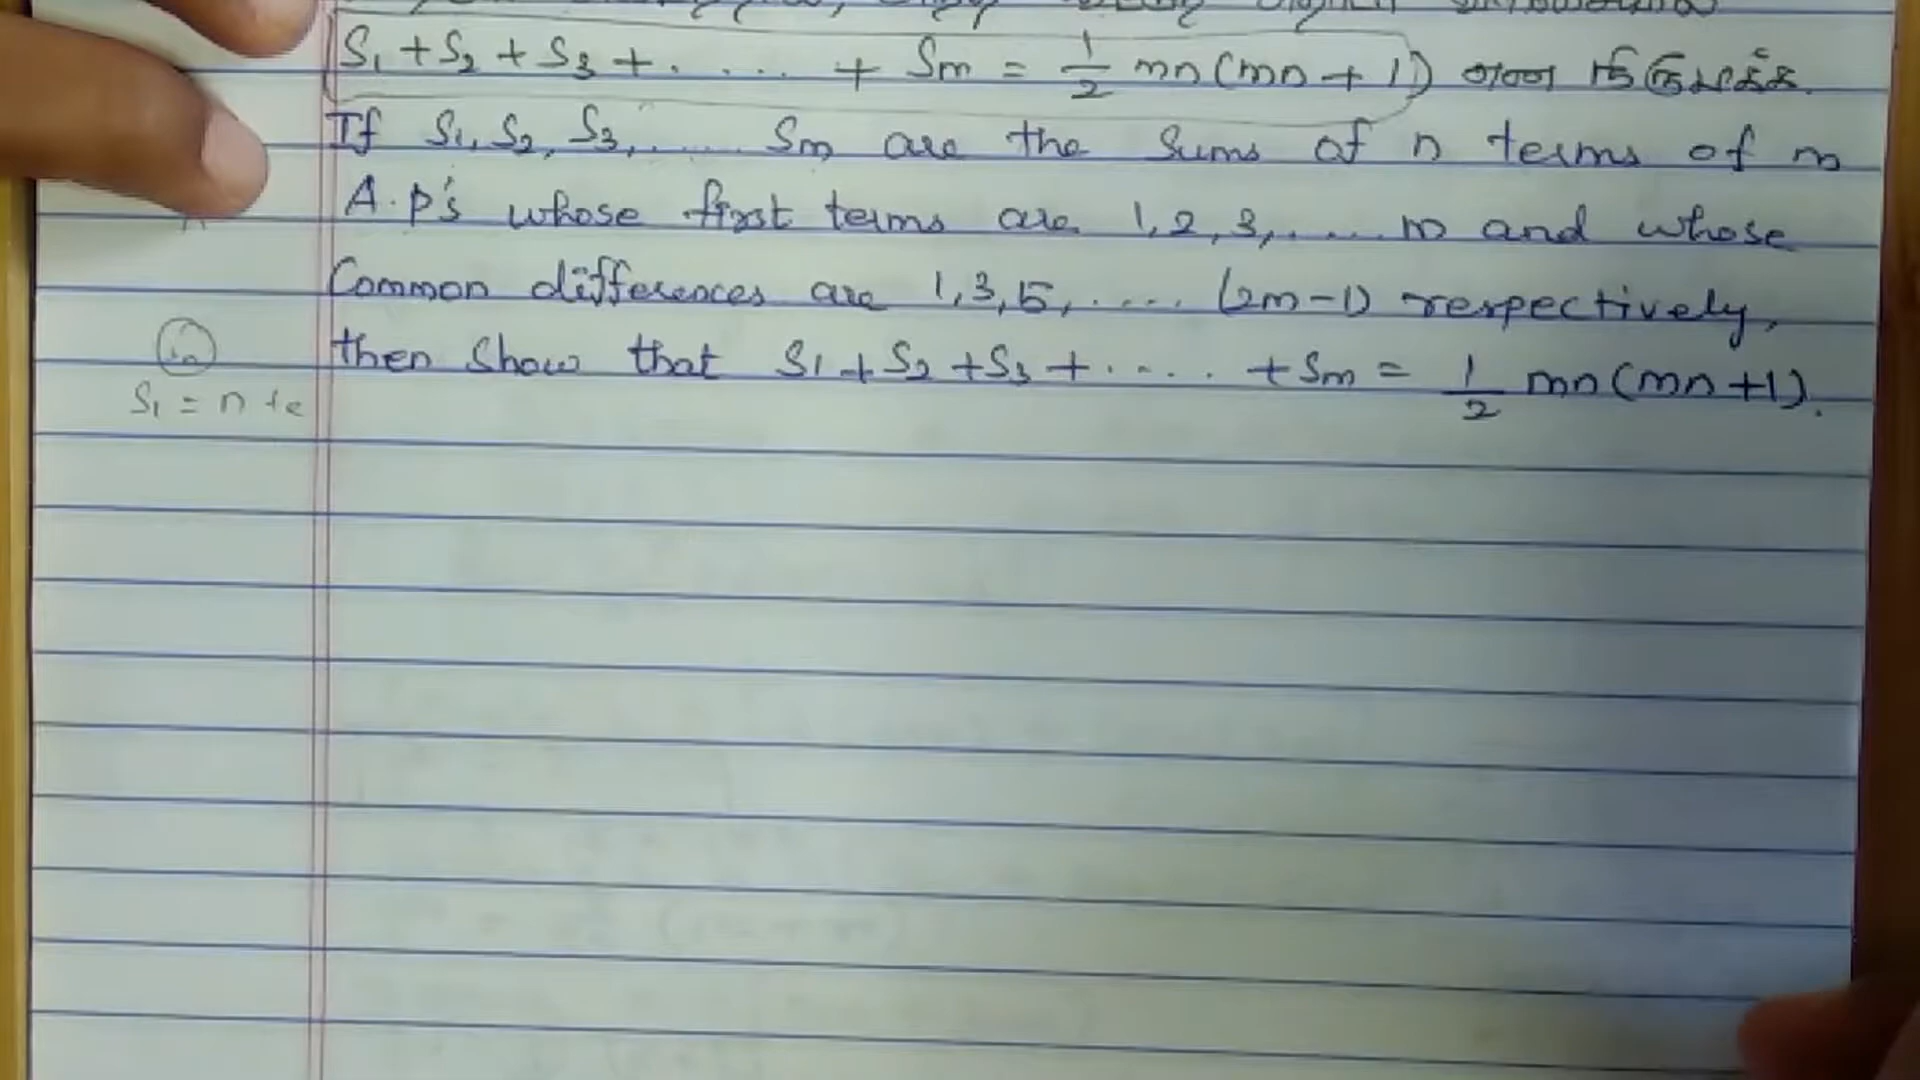 S₁ + S₂ + S₃ + . . . . + Sm = 1/2 mn (mn + 1) என நிரூபிக்க.
If S₁, S₂, S₃, ...... Sm are the Sums of n terms of m
A.P's whose first terms are 1, 2, 3, ..... m and whose
Common differences are 1, 3, 5, ..... (2m-1) respectively,
then Show that S₁ + S₂ + S₃ + ..... + Sm = 1/2 mn (mn +1).
S₁ = n te